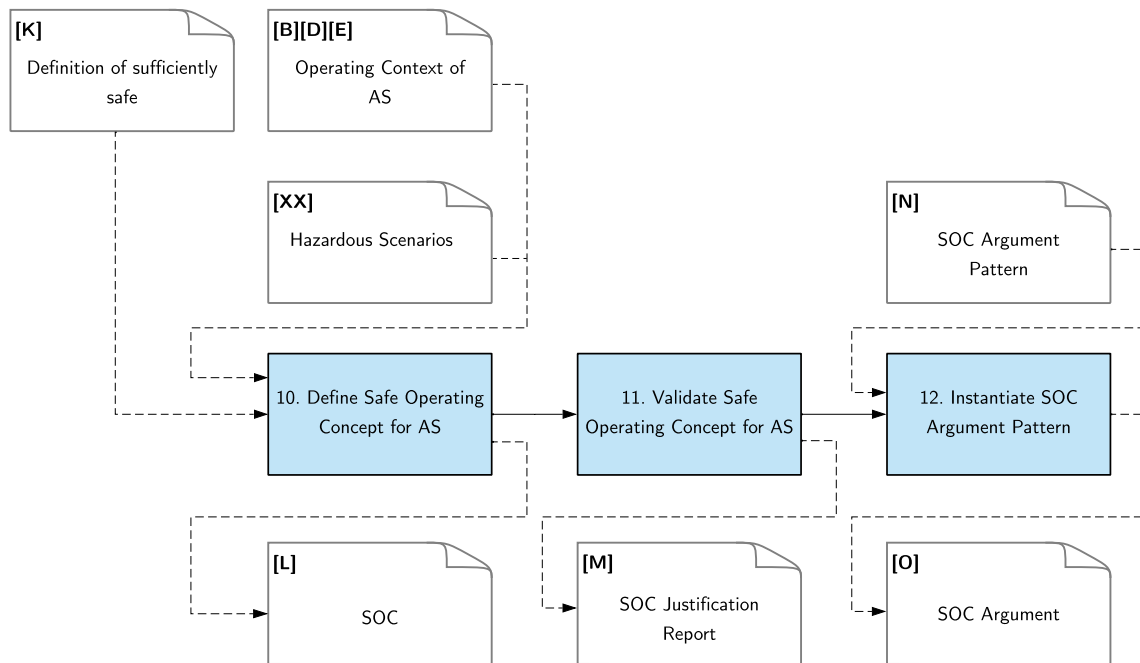 [K]
Definition of sufficiently
safe
[B][D][E]
Operating Context of
AS
[XX]
Hazardous Scenarios
[N]
SOC Argument
Pattern
10. Define Safe Operating
Concept for AS
11. Validate Safe
Operating Concept for AS
12. Instantiate SOC
Argument Pattern
[L]
SOC
[M]
SOC Justification
Report
[O]
SOC Argument